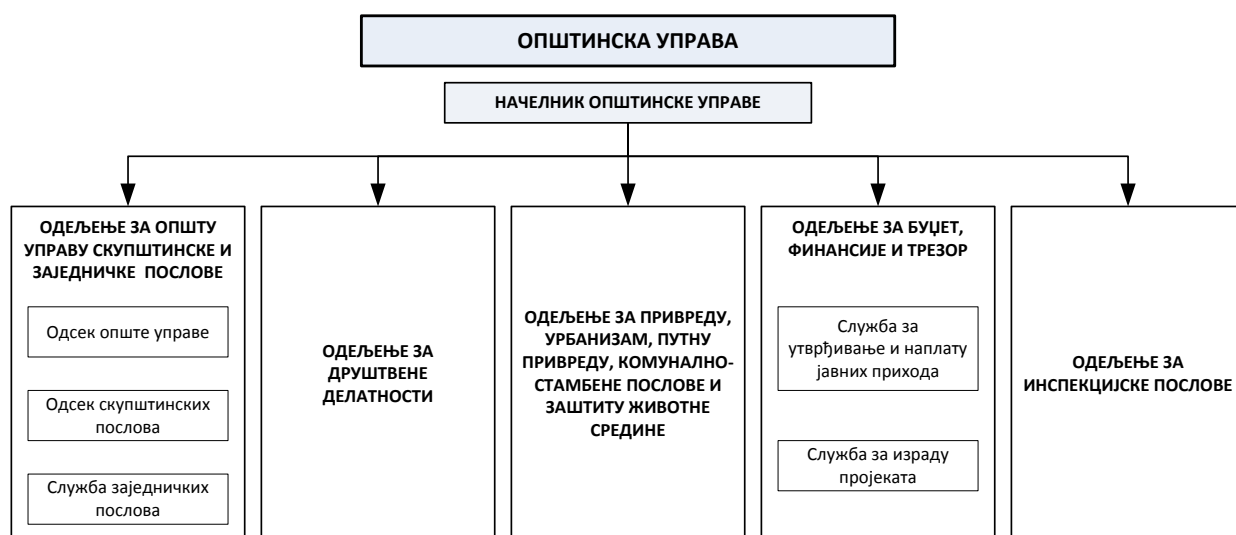 ОПШТИНСКА УПРАВА
НАЧЕЛНИК ОПШТИНСКЕ УПРАВЕ
ОДЕЉЕЊЕ ЗА ОПШТУ
УПРАВУ СКУПШТИНСКЕ И
ЗАЈЕДНИЧКЕ ПОСЛОВЕ
Одсек опште управе
Одсек скупштинских
послова
Служба заједничких
послова
ОДЕЉЕЊЕ ЗА
ДРУШТВЕНЕ
ДЕЛАТНОСТИ
ОДЕЉЕЊЕ ЗА ПРИВРЕДУ,
УРБАНИЗАМ, ПУТНУ
ПРИВРЕДУ, КОМУНАЛНО-
СТАМБЕНЕ ПОСЛОВЕ И
ЗАШТИТУ ЖИВОТНЕ
СРЕДИНЕ
ОДЕЉЕЊЕ ЗА БУЏЕТ,
ФИНАНСИЈЕ И ТРЕЗОР
Служба за
утврђивање и наплату
јавних прихода
Служба за израду
пројеката
ОДЕЉЕЊЕ ЗА
ИНСПЕКЦИЈСКЕ ПОСЛОВЕ